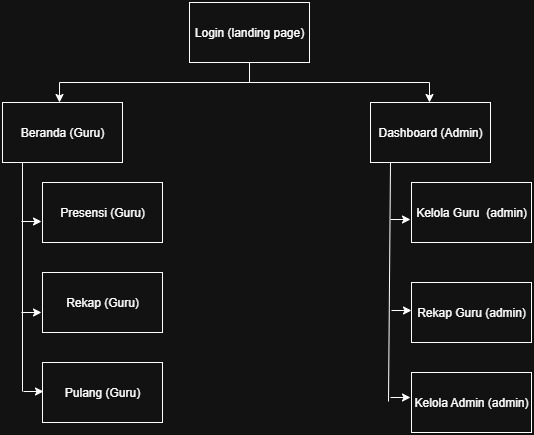 Login (landing page)
Beranda (Guru)
Dashboard (Admin)
Presensi (Guru)
Kelola Guru  (admin)
Rekap (Guru)
Rekap Guru (admin)
Pulang (Guru)
Kelola Admin (admin)